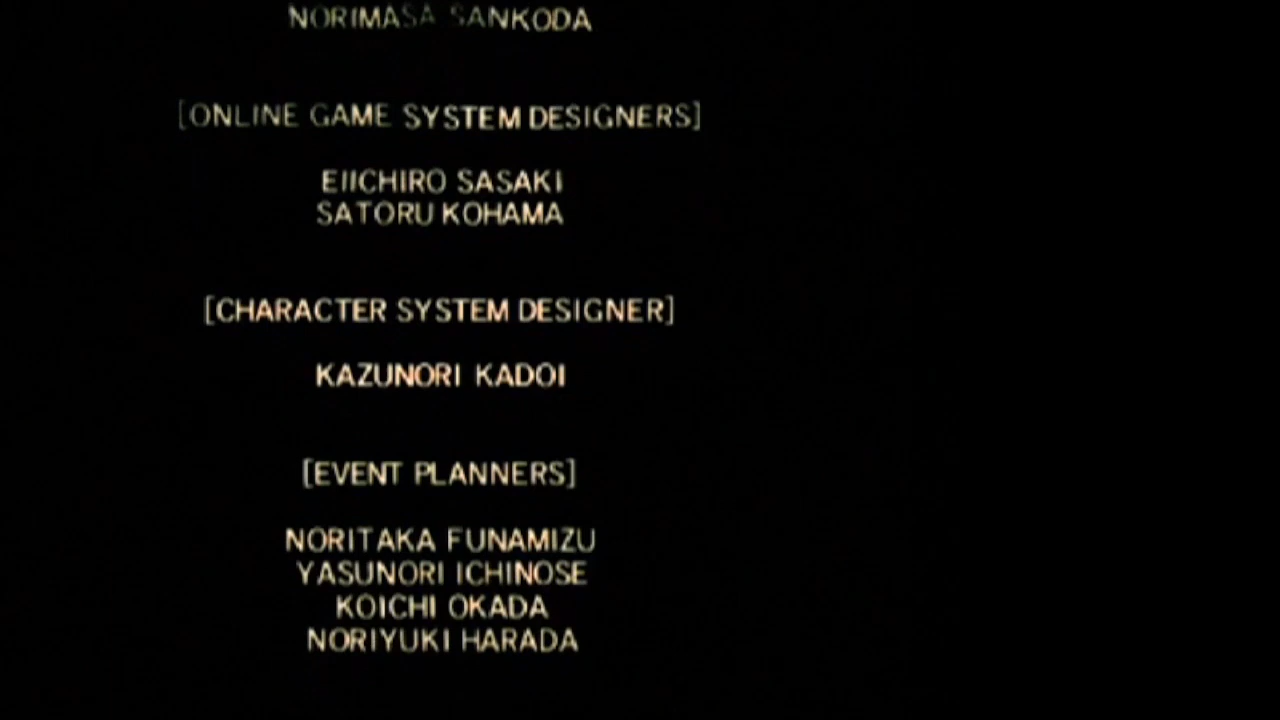 NORIMASA SANKODA
[ONLINE GAME SYSTEM DESIGNERS]
EIICHIRO SASAKI
SATORU KOHAMA
[CHARACTER SYSTEM DESIGNER]
KAZUNORI KADOI
[EVENT PLANNERS]
NORITAKA FUNAMIZU
YASUNORI ICHINOSE
KOICHI OKADA
NORIYUKI HARADA